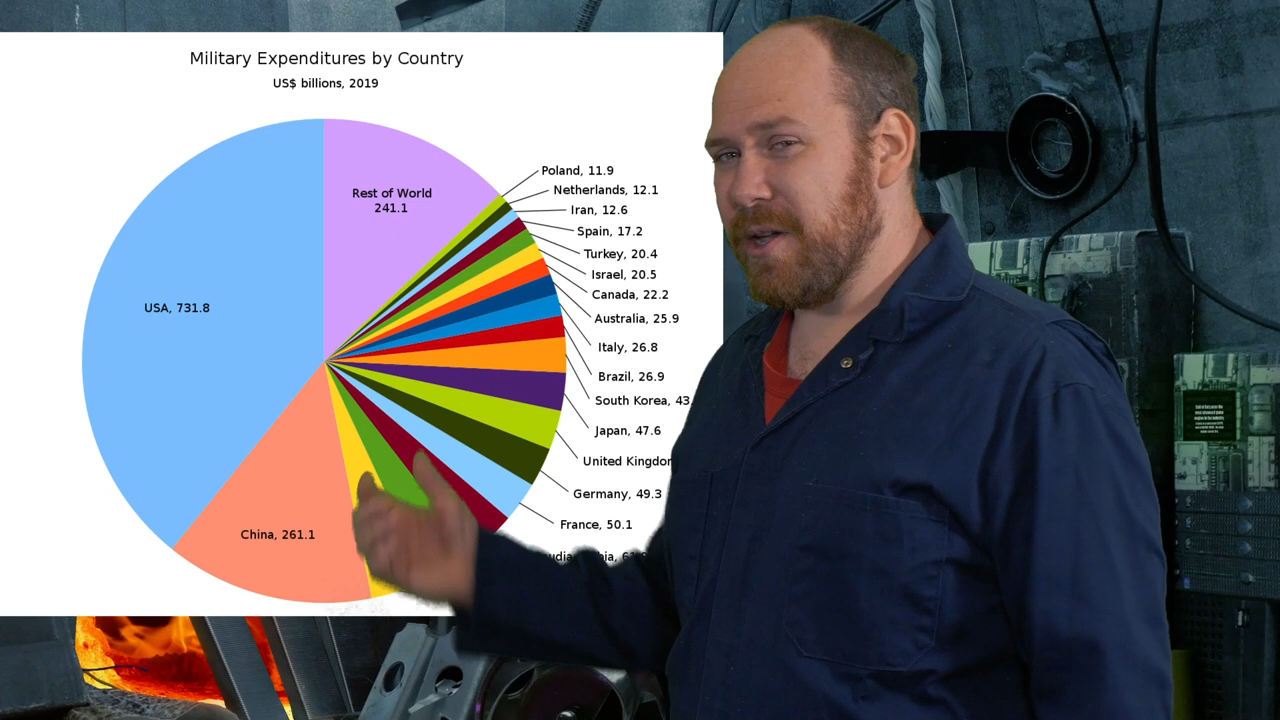 Military Expenditures by Country
US$ billions, 2019
Rest of World
241.1
Poland, 11.9
Netherlands, 12.1
Iran, 12.6
Spain, 17.2
Turkey, 20.4
Israel, 20.5
Canada, 22.2
Australia, 25.9
Italy, 26.8
Brazil, 26.9
South Korea, 43.
Japan, 47.6
United Kingdo
Germany, 49.3
France, 50.1
USA, 731.8
China, 261.1